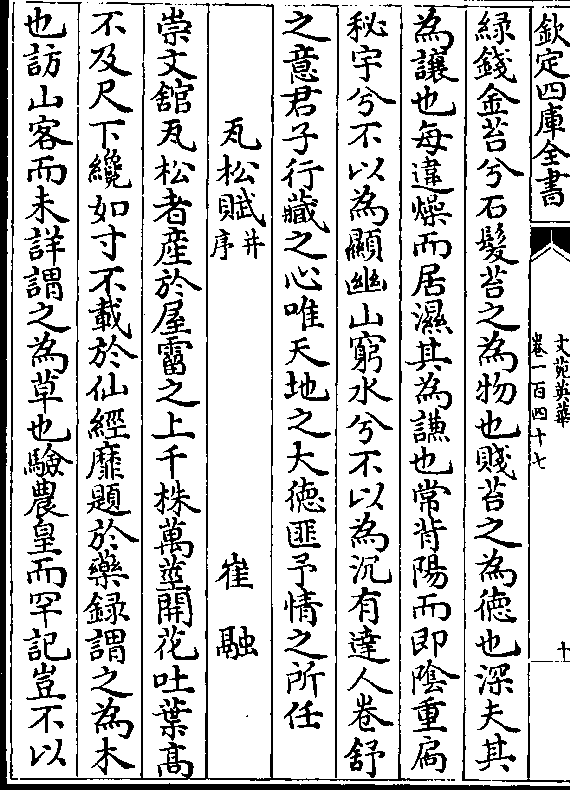 欽定四庫全書
文苑英華
卷一百四十七
十
緑錢金苔兮石髮苔之為物也賤苔之為徳也深夫其
為讓也每違燥而居濕其為謙也常背陽而即陰重扄
秘宇兮不以為顯幽山窮水兮不以為沉有達人卷舒
之意君子行藏之心唯天地之大徳匪予情之所任
瓦松賦并序
崔融
崇文舘瓦松者產於屋霤之上千株萬莖開花吐葉高
不及尺下纔如寸不載於仙經靡題於藥録謂之為木
也訪山客而未詳謂之為草也驗農皇而罕記豈不以